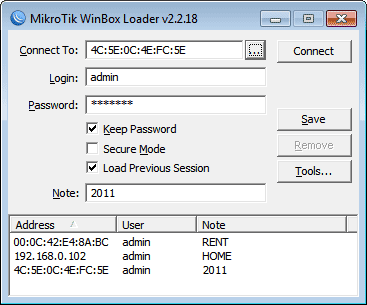 MikroTik WinBox Loader v2.2.18
Connect To: 4C:5E:0C:4E:FC:5E ... Connect
Login: admin
Password: *******
Keep Password Save
Secure Mode Remove
Load Previous Session Tools...
Note: 2011
Address User Note
00:0C:42:E4:8A:BC admin RENT
192.168.0.102 admin HOME
4C:5E:0C:4E:FC:5E admin 2011